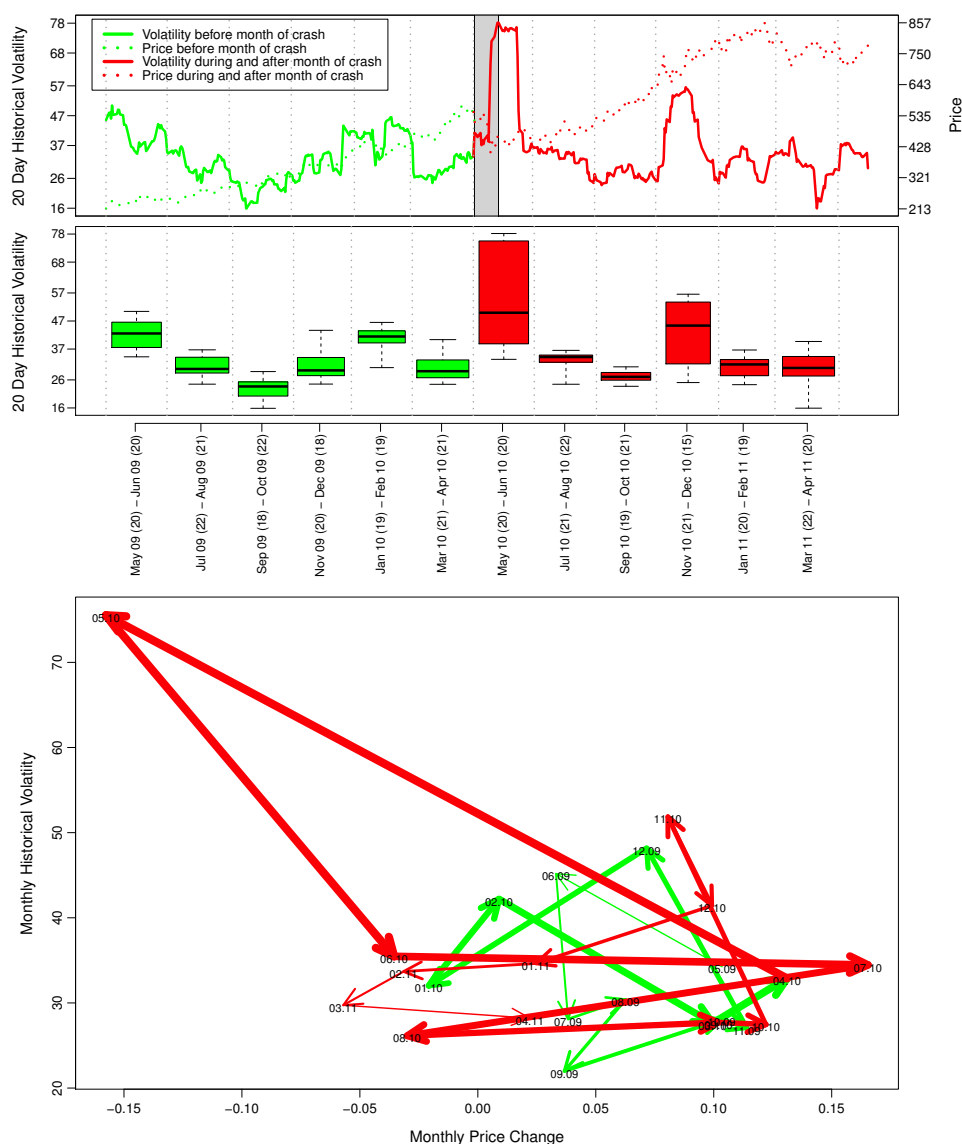 Volatility before month of crash
Price before month of crash
Volatility during and after month of crash
Price during and after month of crash
20 Day Historical Volatility
78
68
57
47
37
26
16
857
750
643
535
428
321
213
Price
20 Day Historical Volatility
78
68
57
47
37
26
16
May 09 (20) − Jun 09 (20)
Jul 09 (22) − Aug 09 (21)
Sep 09 (18) − Oct 09 (22)
Nov 09 (20) − Dec 09 (18)
Jan 10 (19) − Feb 10 (19)
Mar 10 (21) − Apr 10 (21)
May 10 (20) − Jun 10 (20)
Jul 10 (21) − Aug 10 (22)
Sep 10 (19) − Oct 10 (21)
Nov 10 (21) − Dec 10 (15)
Jan 11 (20) − Feb 11 (19)
Mar 11 (22) − Apr 11 (20)
Monthly Historical Volatility
70
60
50
40
30
20
05.10
11.10
12.09
06.09
02.10
12.10
06.10
01.11
05.09
07.10
02.11
01.10
04.10
03.11
08.09
04.11
07.09
10.09
11.09
10.10
08.10
09.09
−0.15
−0.10
−0.05
0.00
0.05
0.10
0.15
Monthly Price Change